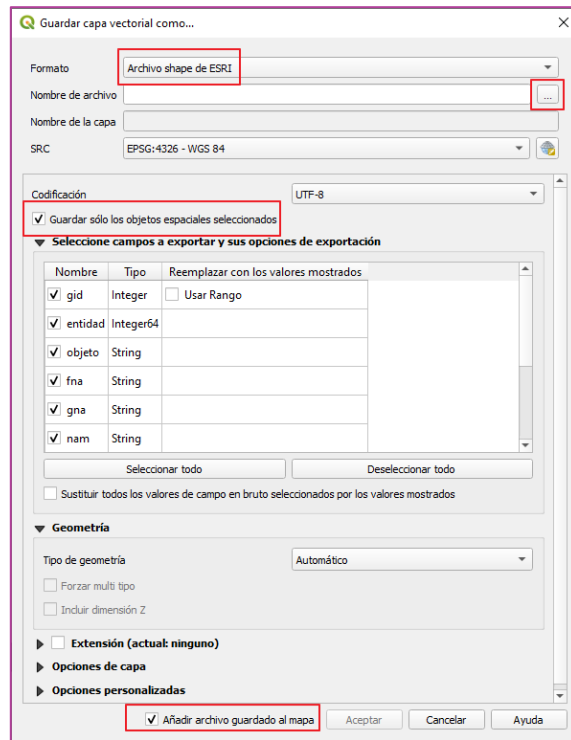 Guardar capa vectorial como...
Formato Archivo shape de ESRI
Nombre de archivo ...
Nombre de la capa
SRC EPSG:4326 - WGS 84
Codificación UTF-8
Guardar sólo los objetos espaciales seleccionados
Seleccione campos a exportar y sus opciones de exportación
Nombre Tipo Reemplazar con los valores mostrados
gid Integer Usar Rango
entidad Integer64
objeto String
fna String
gna String
nam String
Seleccionar todo Deseleccionar todo
Sustituir todos los valores de campo en bruto seleccionados por los valores mostrados
Geometría
Tipo de geometría Automático
Forzar multi tipo
Incluir dimensión Z
Extensión (actual: ninguno)
Opciones de capa
Opciones personalizadas
Añadir archivo guardado al mapa Aceptar Cancelar Ayuda